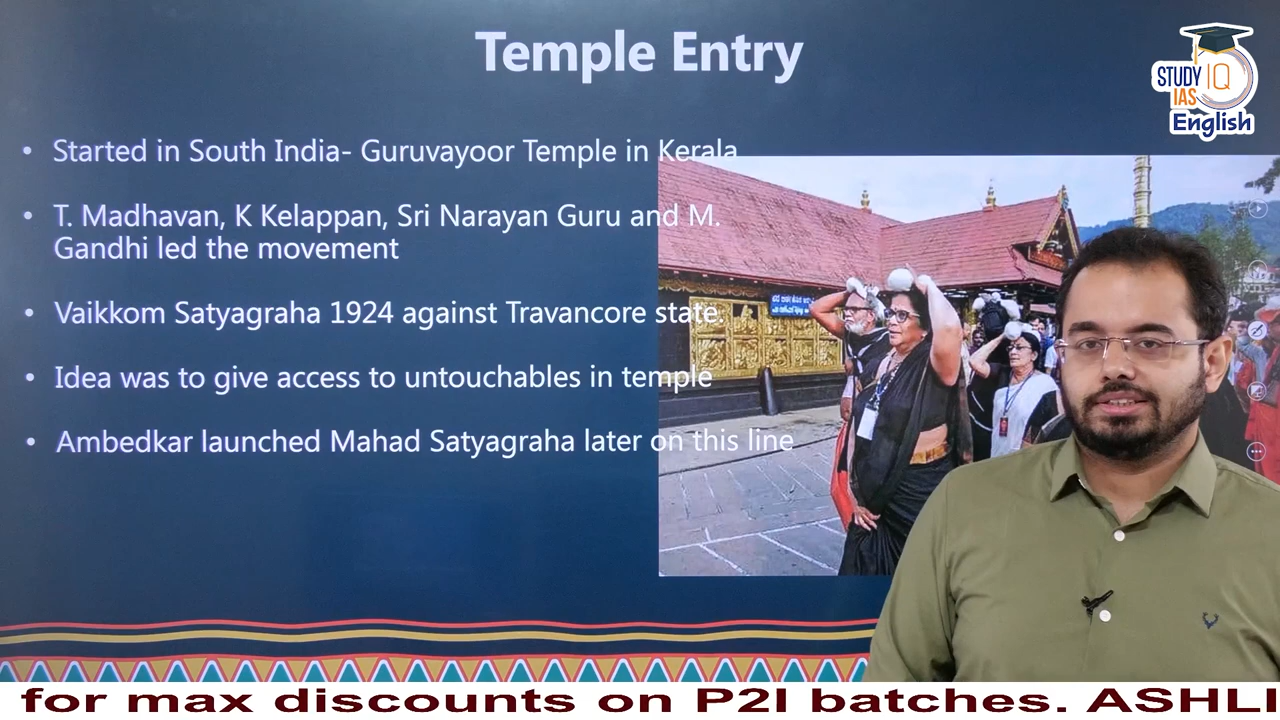 Temple Entry
STUDY IQ
IAS
English
• Started in South India- Guruvayoor Temple in Kerala
• T. Madhavan, K Kelappan, Sri Narayan Guru and M.
Gandhi led the movement
• Vaikkom Satyagraha 1924 against Travancore state.
• Idea was to give access to untouchables in temple
• Ambedkar launched Mahad Satyagraha later on this line
for max discounts on P2I batches. ASHLI